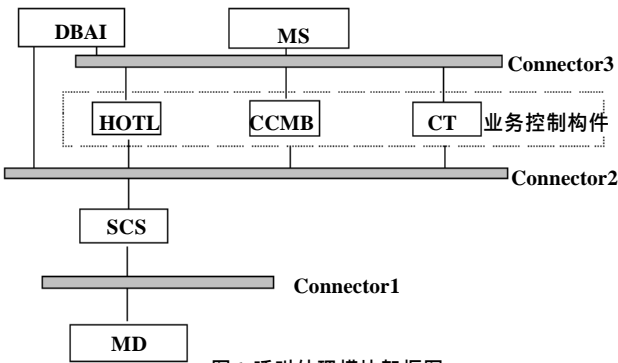 DBAI
MS
Connector3
HOTL
CCMB
CT
业务控制构件
Connector2
SCS
Connector1
MD